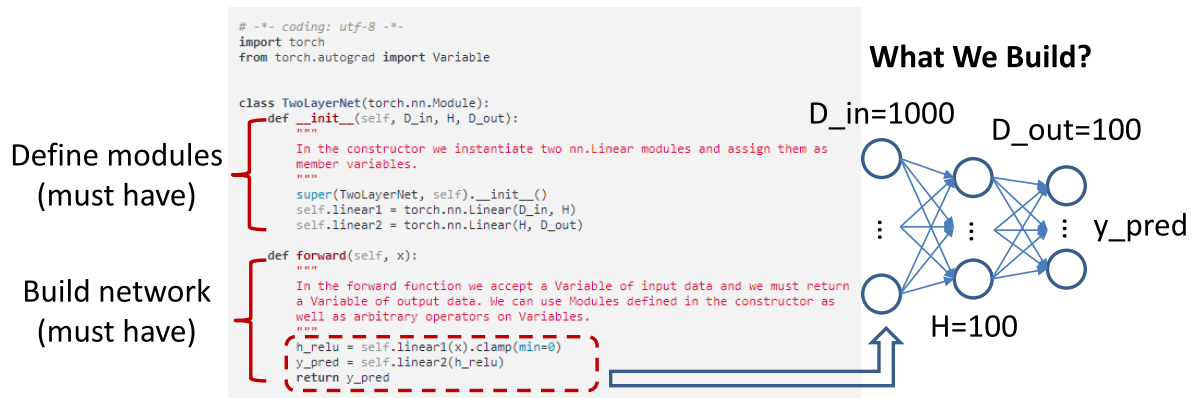 # -*- coding: utf-8 -*-
import torch
from torch.autograd import Variable
class TwoLayerNet(torch.nn.Module):
def __init__(self, D_in, H, D_out):
"""
In the constructor we instantiate two nn.Linear modules and assign them as
member variables.
"""
super(TwoLayerNet, self).__init__()
self.linear1 = torch.nn.Linear(D_in, H)
self.linear2 = torch.nn.Linear(H, D_out)
def forward(self, x):
"""
In the forward function we accept a Variable of input data and we must return
a Variable of output data. We can use Modules defined in the constructor as
well as arbitrary operators on Variables.
"""
h_relu = self.linear1(x).clamp(min=0)
y_pred = self.linear2(h_relu)
return y_pred
Define modules
(must have)
Build network
(must have)
What We Build?
D_in=1000
D_out=100
...
...
...
y_pred
H=100